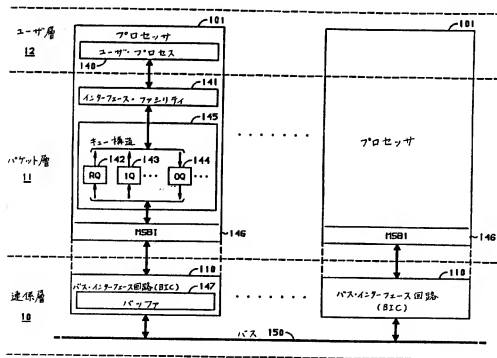 101
101
ユーザ層
12
プロセッサ
ユーザ・プロセス
140
141
インターフェース・ファシリティ
145
キュー構造
142
143
144
RQ
IQ
OQ
プロセッサ
パケット層
11
MSBI
146
MSBI
146
110
110
連係層
10
バス・インターフェース回路(BIC)
147
バッファ
バス・インターフェース回路
(BIC)
バス 150